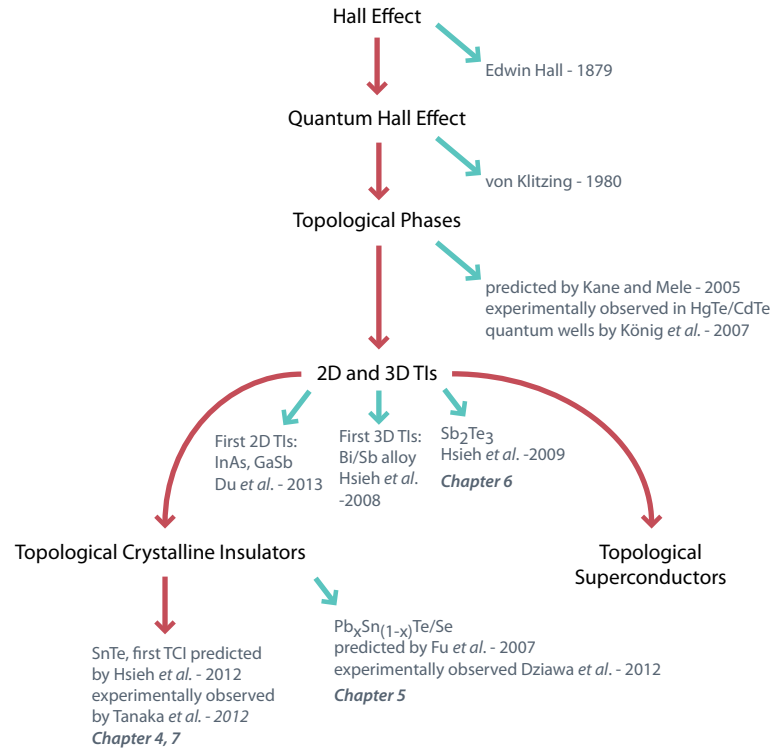 Hall Effect
Edwin Hall - 1879
Quantum Hall Effect
von Klitzing - 1980
Topological Phases
predicted by Kane and Mele - 2005
experimentally observed in HgTe/CdTe
quantum wells by König et al. - 2007
2D and 3D TIs
First 2D TIs:
InAs, GaSb
Du et al. - 2013
First 3D TIs:
Bi/Sb alloy
Hsieh et al.
-2008
Sb2Te3
Hsieh et al. -2009
Chapter 6
Topological Crystalline Insulators
Topological
Superconductors
SnTe, first TCI predicted
by Hsieh et al. - 2012
experimentally observed
by Tanaka et al. - 2012
Chapter 4, 7
PbxSn(1-x)Te/Se
predicted by Fu et al. - 2007
experimentally observed Dziawa et al. - 2012
Chapter 5